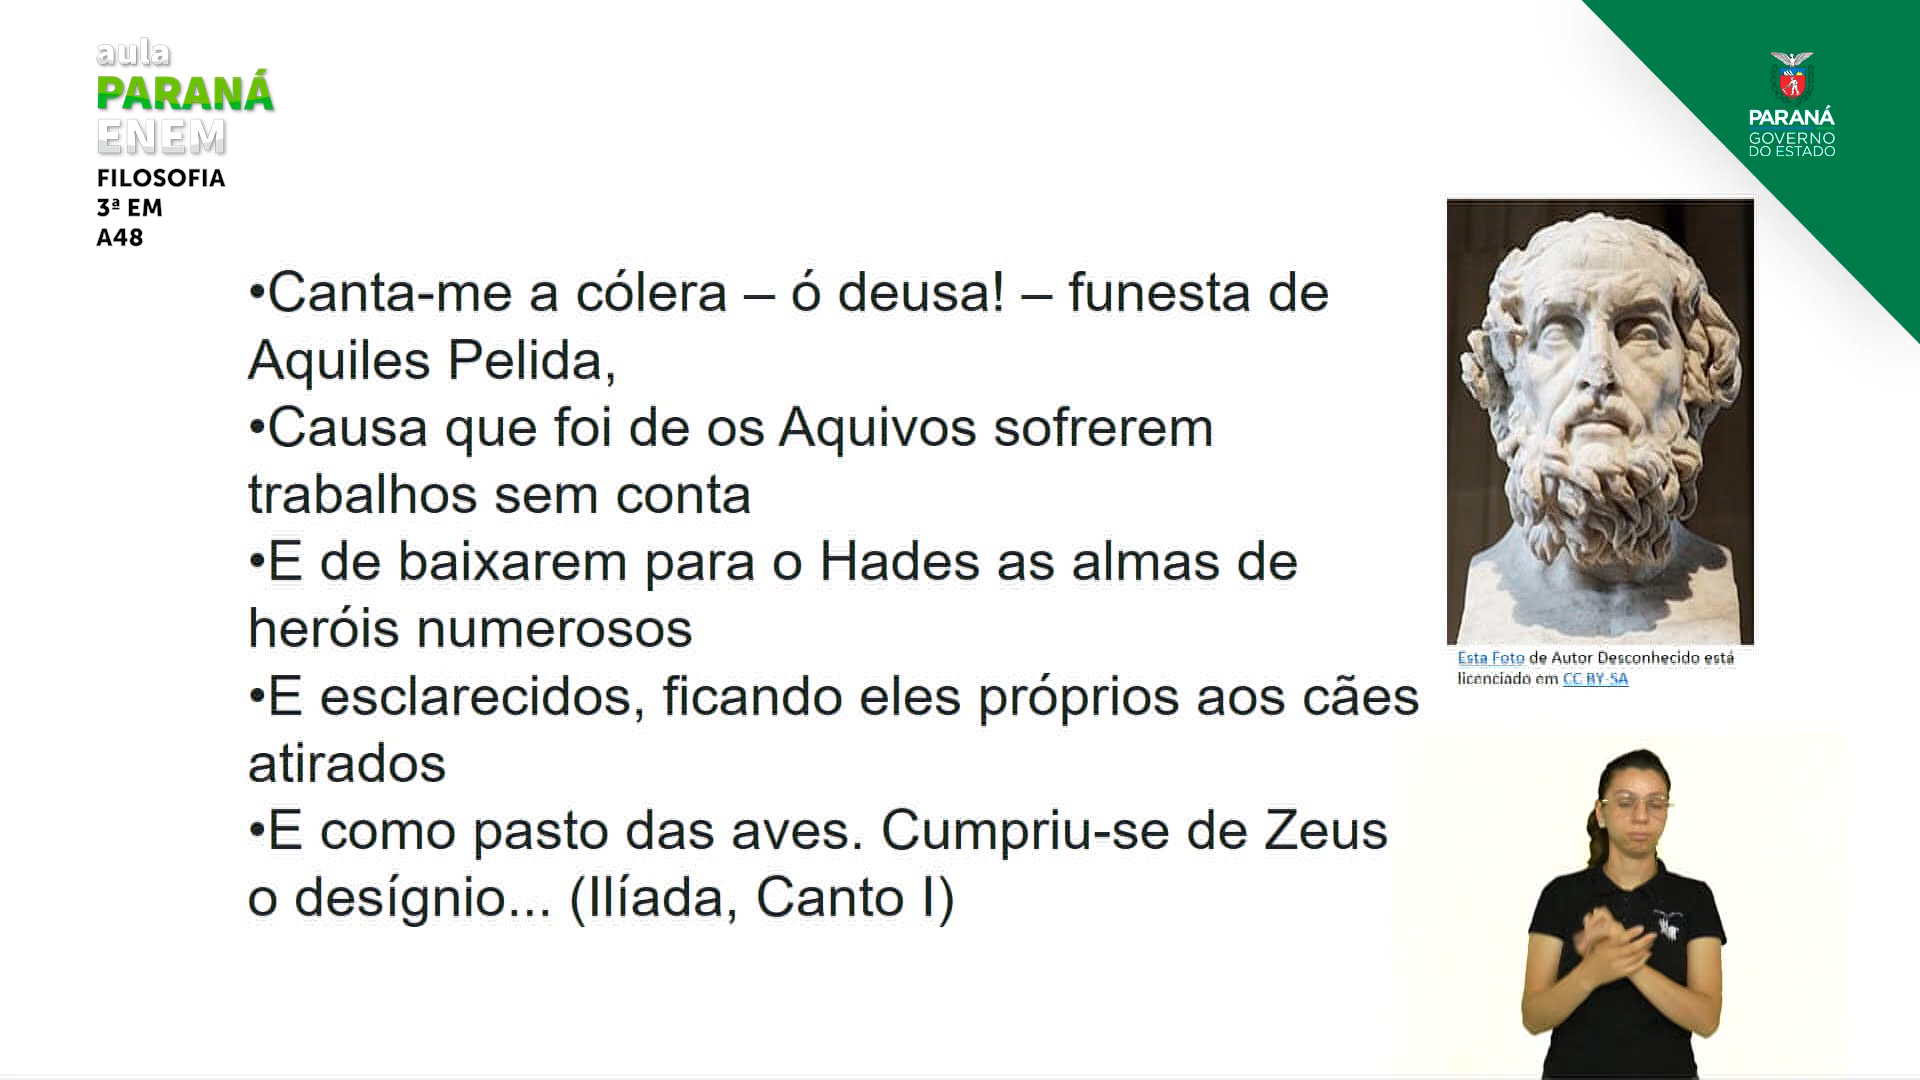 aula
PARANÁ
ENEM
FILOSOFIA
3ª EM
A48
PARANÁ
GOVERNO
DO ESTADO
•Canta-me a cólera – ó deusa! – funesta de
Aquiles Pelida,
•Causa que foi de os Aquivos sofrerem
trabalhos sem conta
•E de baixarem para o Hades as almas de
heróis numerosos
•E esclarecidos, ficando eles próprios aos cães
atirados
•E como pasto das aves. Cumpriu-se de Zeus
o desígnio... (Ilíada, Canto I)
Esta Foto de Autor Desconhecido está
licenciado em CC BY-SA